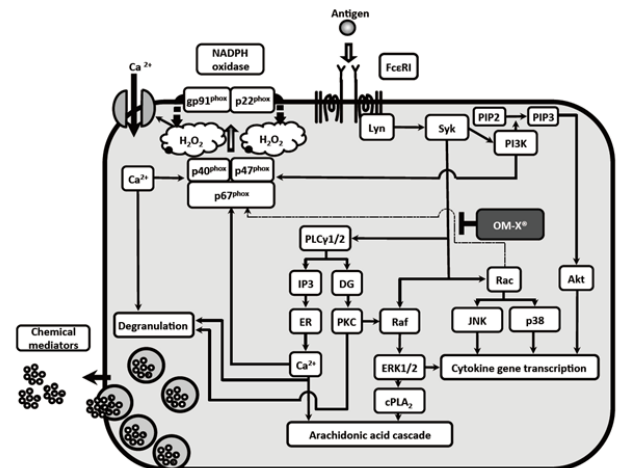 Antigen
NADPH
oxidase
FcεRI
Ca 2+
gp91phox
p22phox
H2O2
H2O2
Lyn
Syk
PIP2
PIP3
PI3K
p40phox
p47phox
p67phox
Ca2+
OM-X®
PLCγ1/2
IP3
DG
Rac
Akt
ER
PKC
Raf
JNK
p38
Degranulation
Chemical
mediators
Ca2+
ERK1/2
Cytokine gene transcription
cPLA2
Arachidonic acid cascade